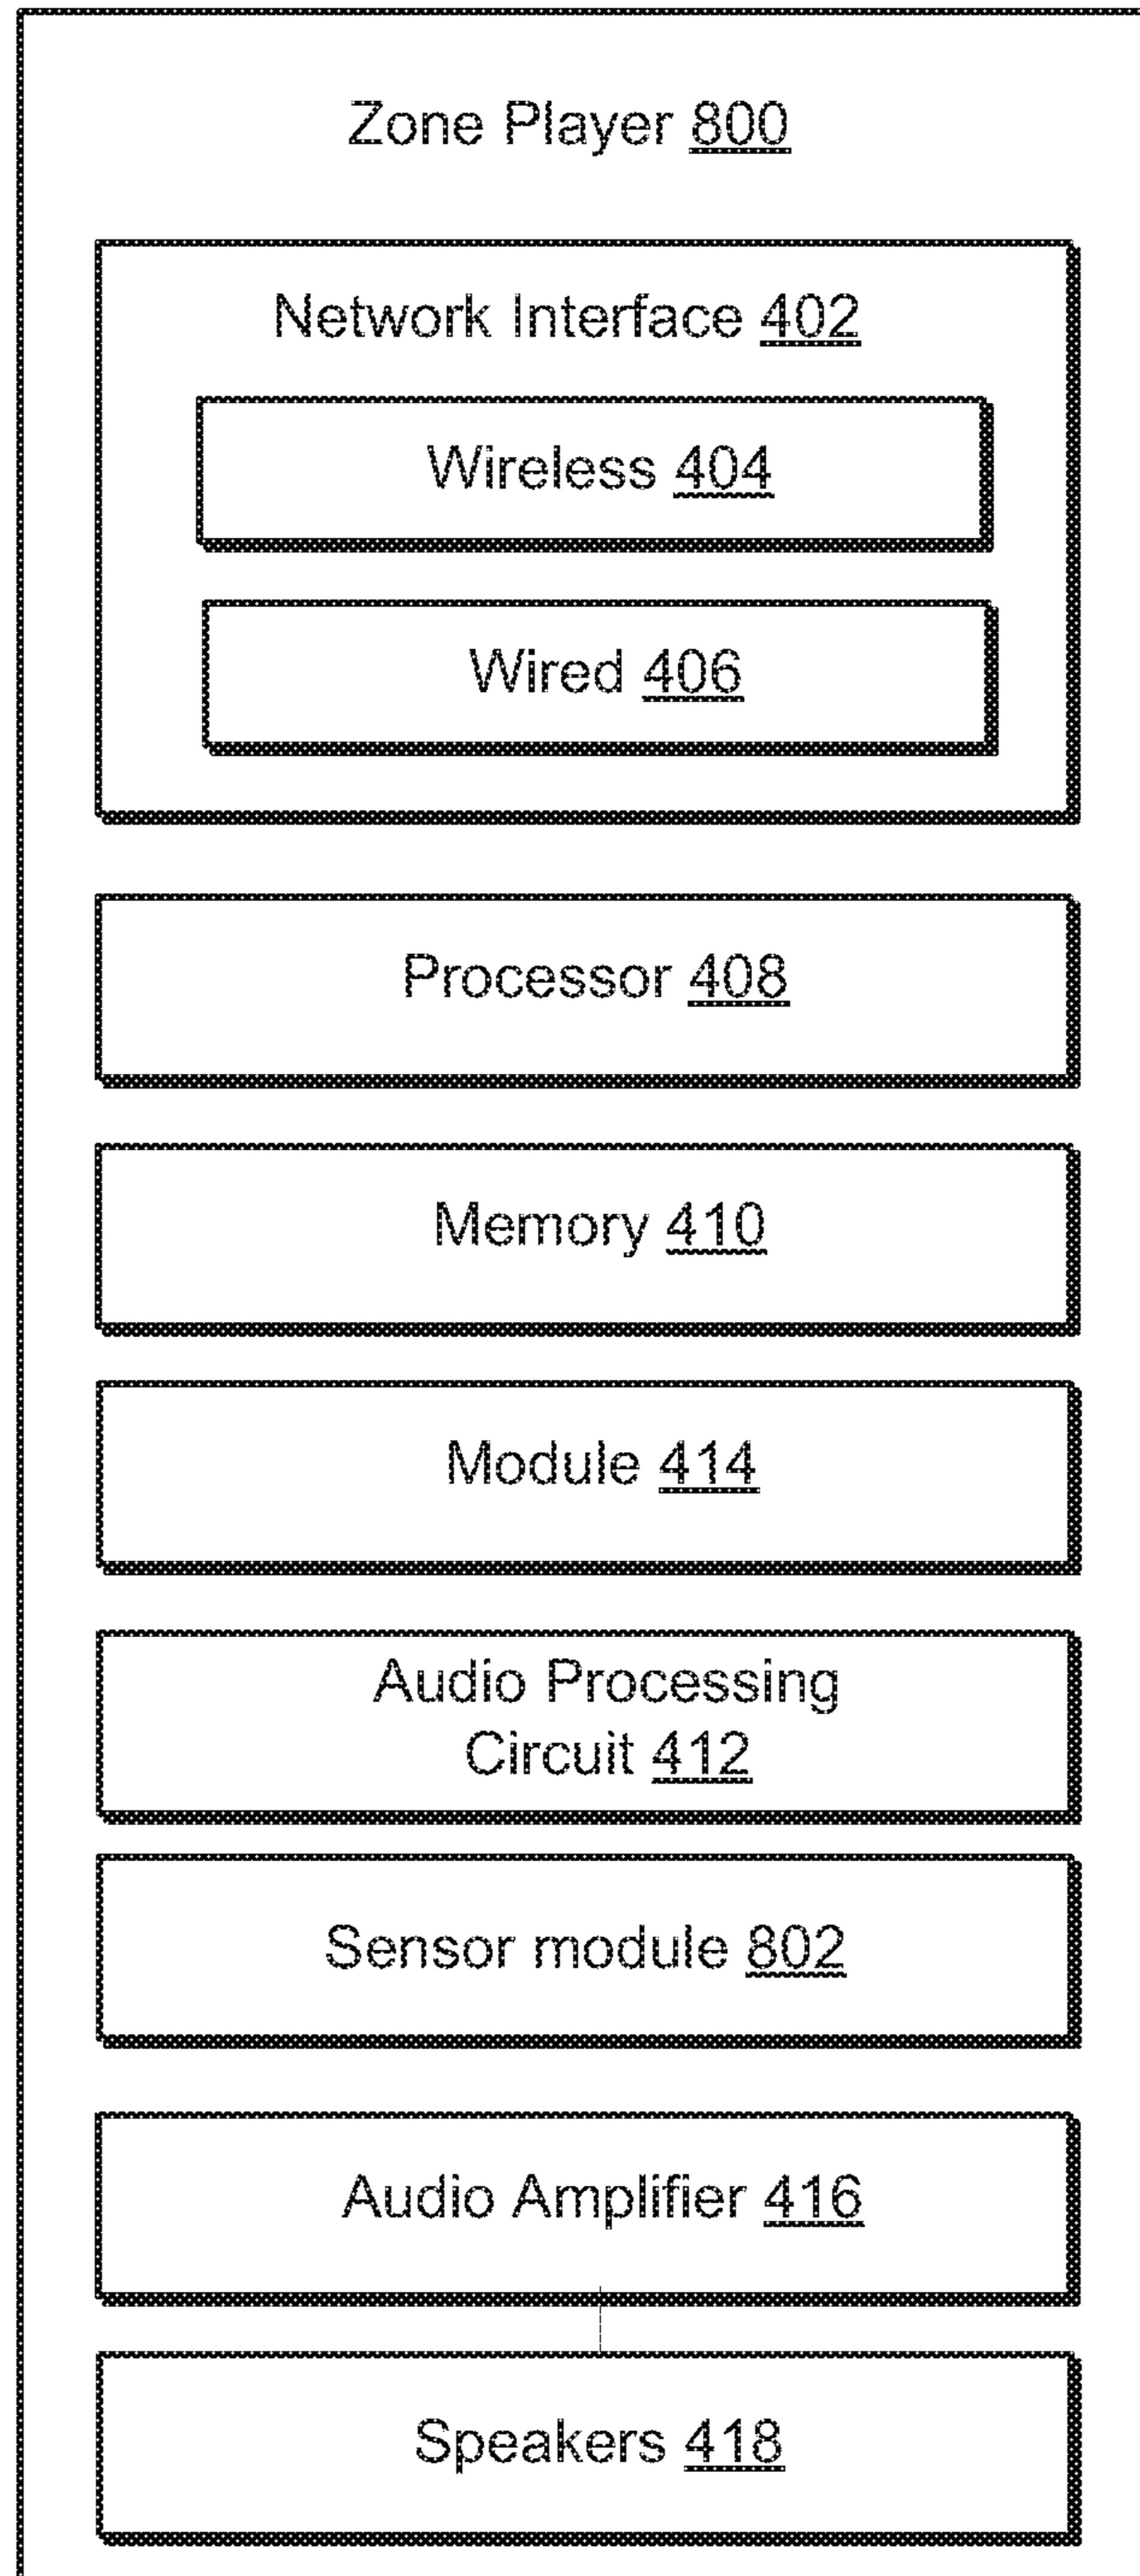 Zone Player 800
Network Interface 402
Wireless 404
Wired 406
Processor 408
Memory 410
Module 414
Audio Processing
Circuit 412
Sensor module 802
Audio Amplifier 416
Speakers 418